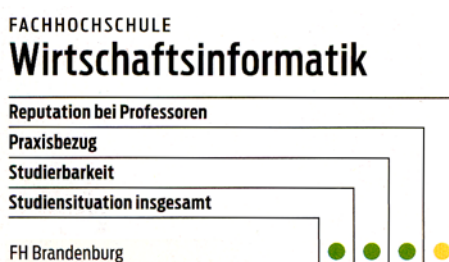 FACHHOCHSCHULE
Wirtschaftsinformatik
Reputation bei Professoren
Praxisbezug
Studierbarkeit
Studiensituation insgesamt
FH Brandenburg